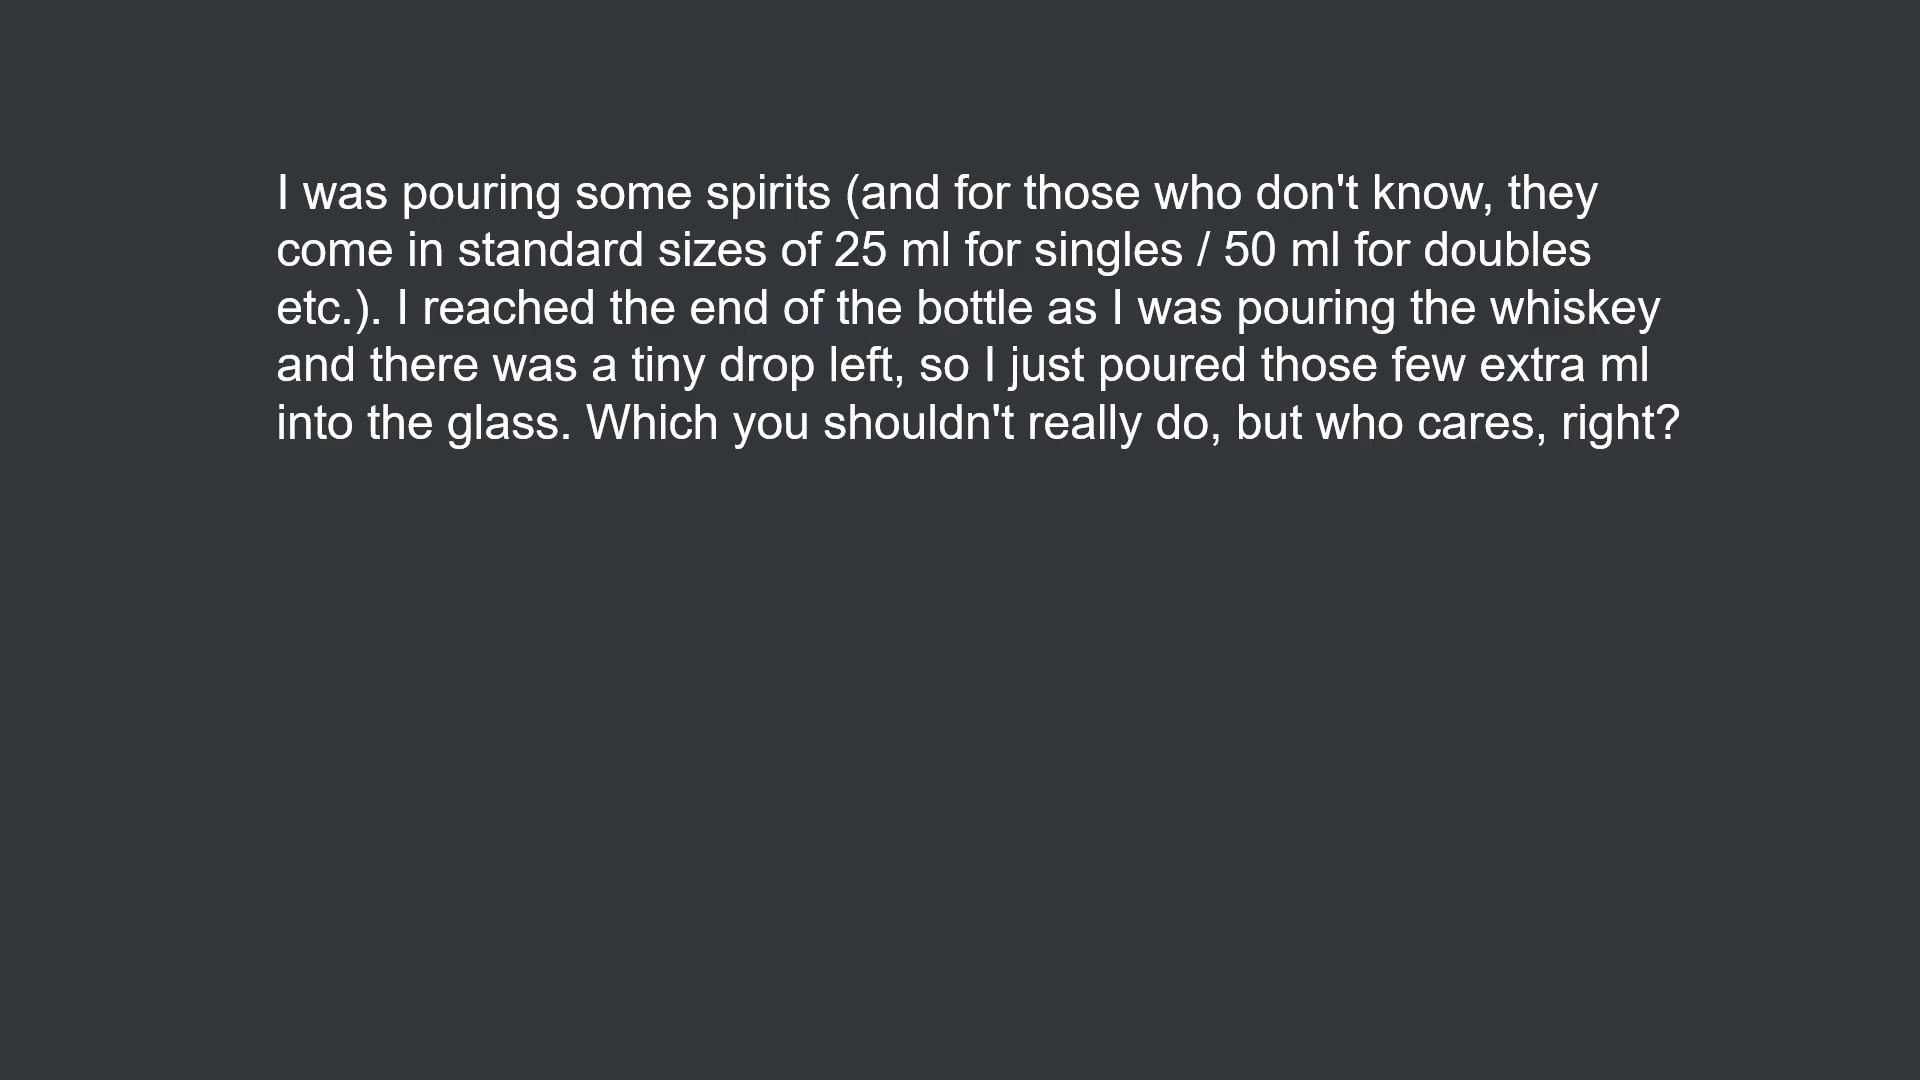 I was pouring some spirits (and for those who don't know, they
come in standard sizes of 25 ml for singles / 50 ml for doubles
etc.). I reached the end of the bottle as I was pouring the whiskey
and there was a tiny drop left, so I just poured those few extra ml
into the glass. Which you shouldn't really do, but who cares, right?